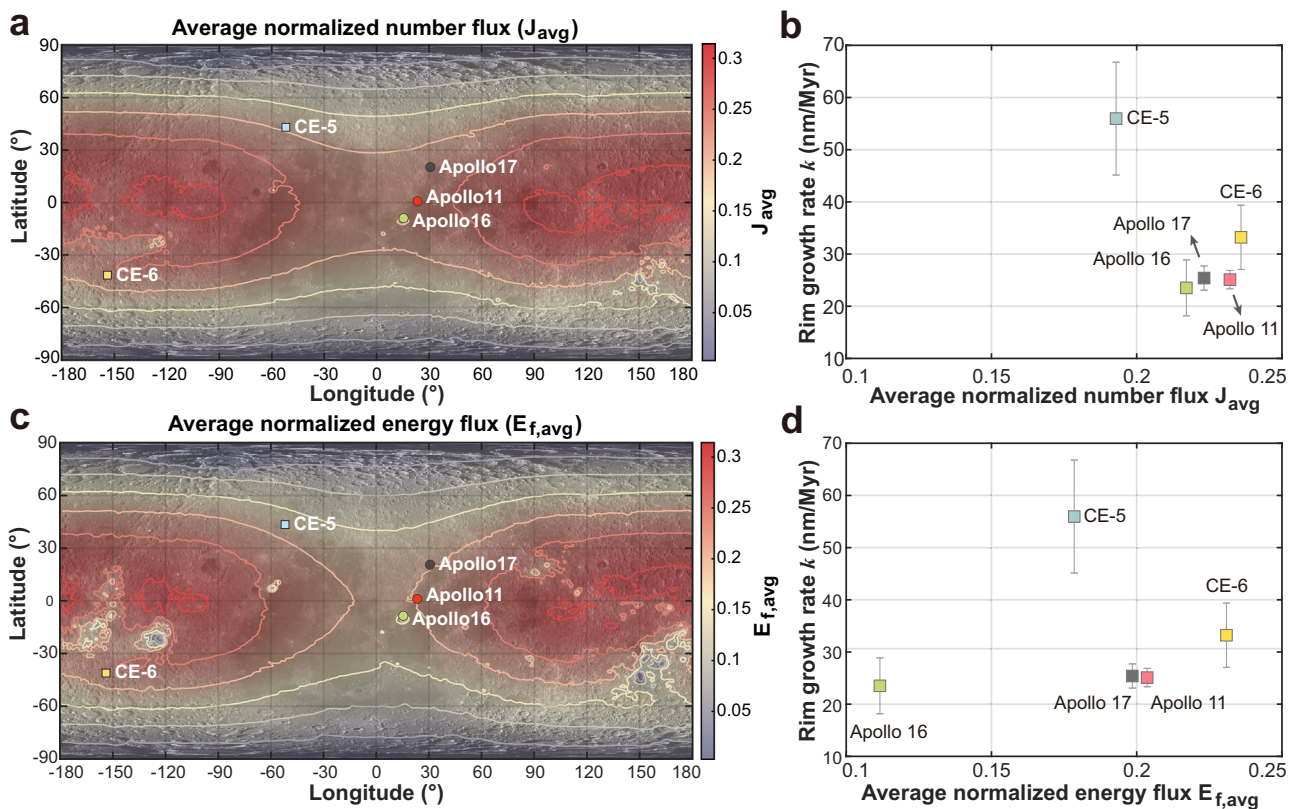 a
Average normalized number flux (Javg)
90
60
30
0
-30
-60
-90
Latitude (°)
CE-5
Apollo17
Apollo11
Apollo16
CE-6
-180 -150 -120 -90 -60 -30 0 30 60 90 120 150 180
Longitude (°)
0.3
0.25
0.2
0.15
0.1
0.05
J avg
b
70
60
50
40
30
20
10
Rim growth rate k (nm/Myr)
CE-5
CE-6
Apollo 17
Apollo 16
Apollo 11
0.1 0.15 0.2 0.25
Average normalized number flux Javg
c
Average normalized energy flux (Ef,avg)
90
60
30
0
-30
-60
-90
Latitude (°)
CE-5
Apollo17
Apollo11
Apollo16
CE-6
-180 -150 -120 -90 -60 -30 0 30 60 90 120 150 180
Longitude (°)
0.3
0.25
0.2
0.15
0.1
0.05
Ef,avg
d
70
60
50
40
30
20
10
Rim growth rate k (nm/Myr)
CE-5
CE-6
Apollo 17 Apollo 11
Apollo 16
0.1 0.15 0.2 0.25
Average normalized energy flux Ef,avg